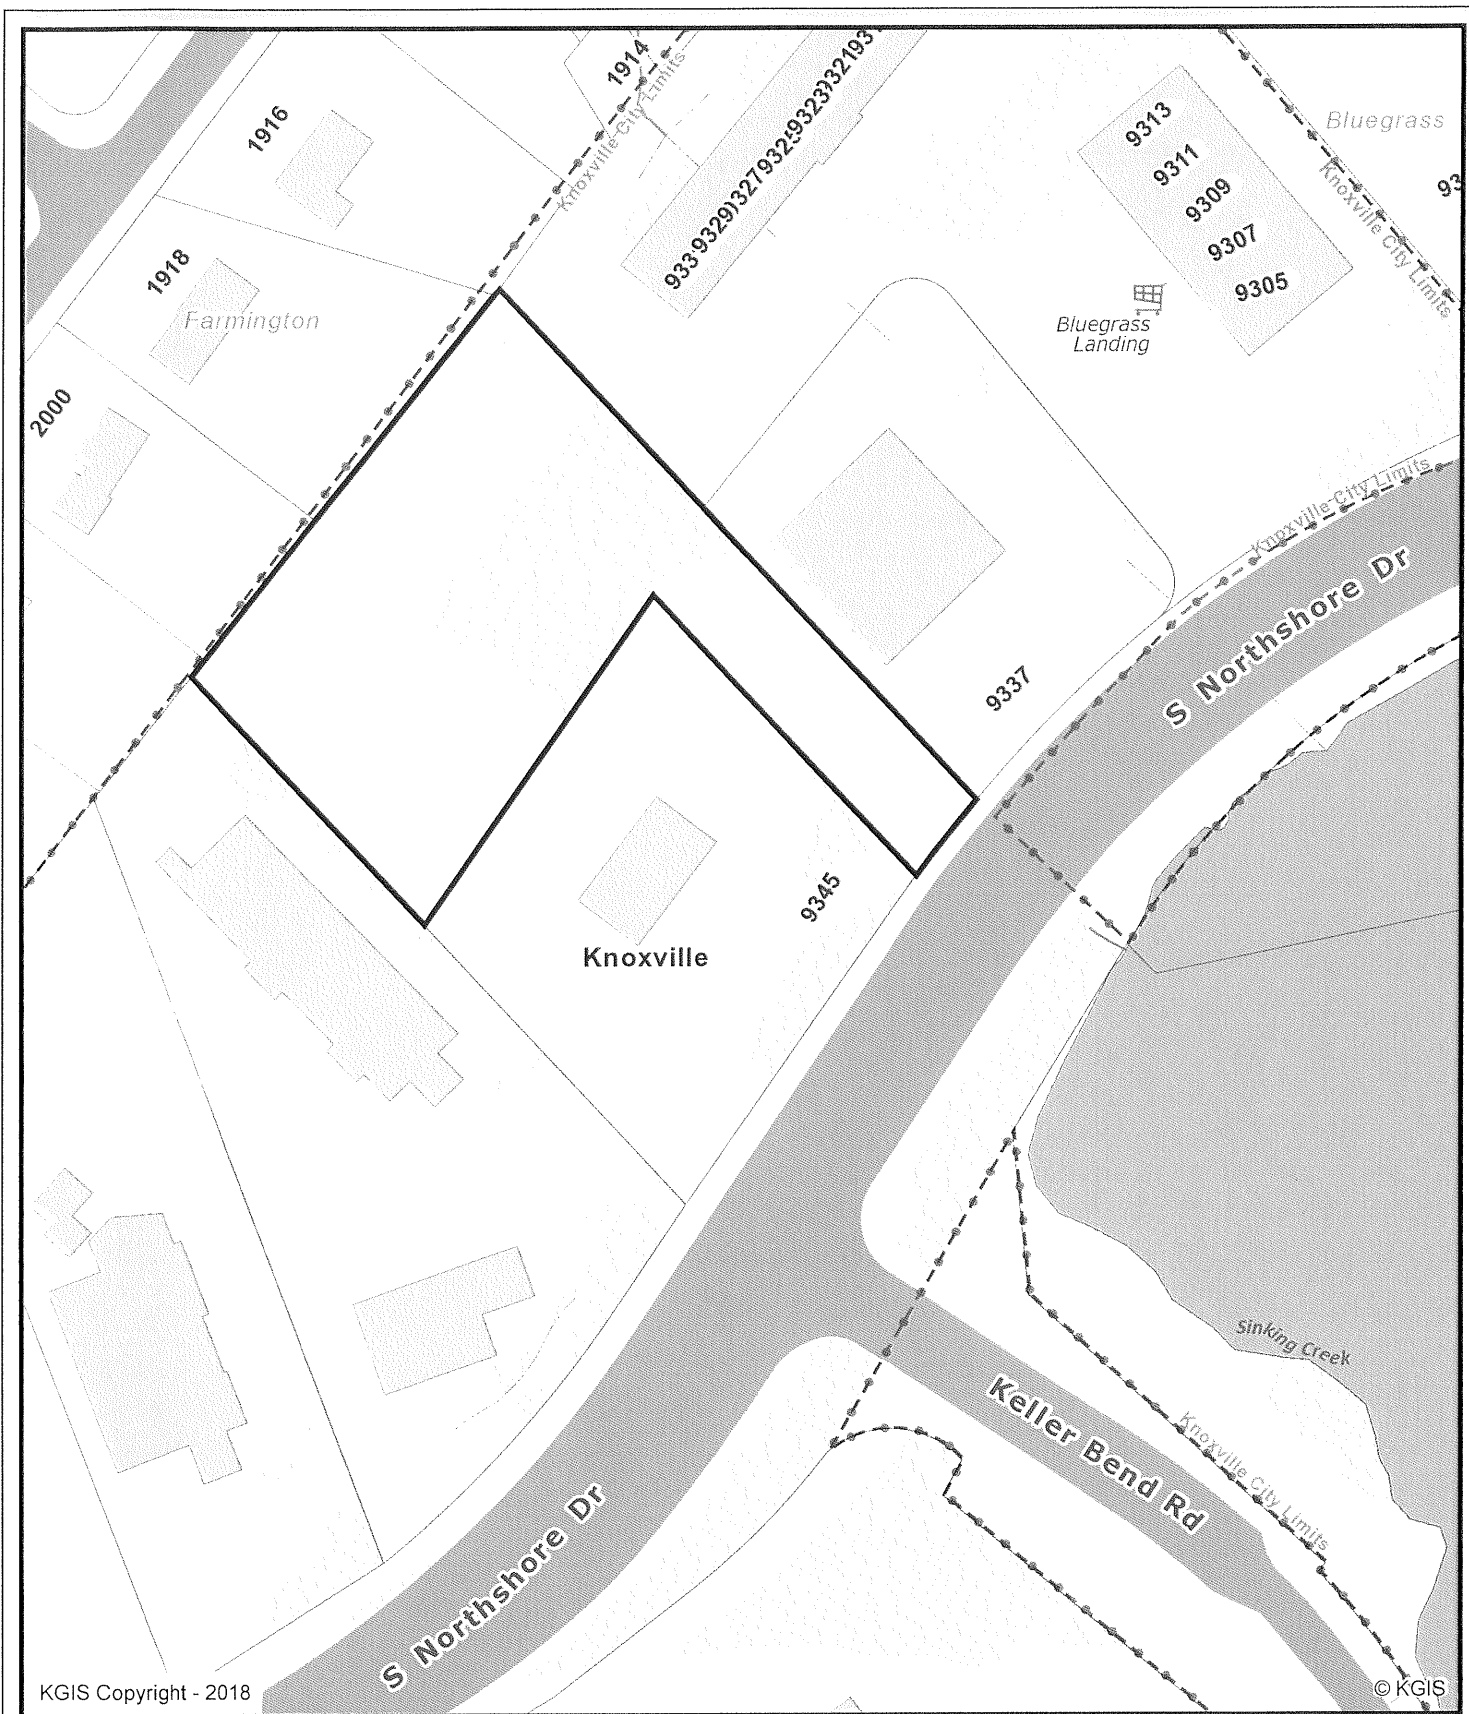 1914
Knoxville City Limits
1916
9313
Bluegrass
9311
9309
Knoxville City Limits
9307
9305
9323
9329
1918
Farmington
Bluegrass
Landing
2000
Knoxville City Limits
S Northshore Dr
9337
9345
Knoxville
Sinking Creek
Keller Bend Rd
Knoxville City Limits
S Northshore Dr
KGIS Copyright - 2018
© KGIS